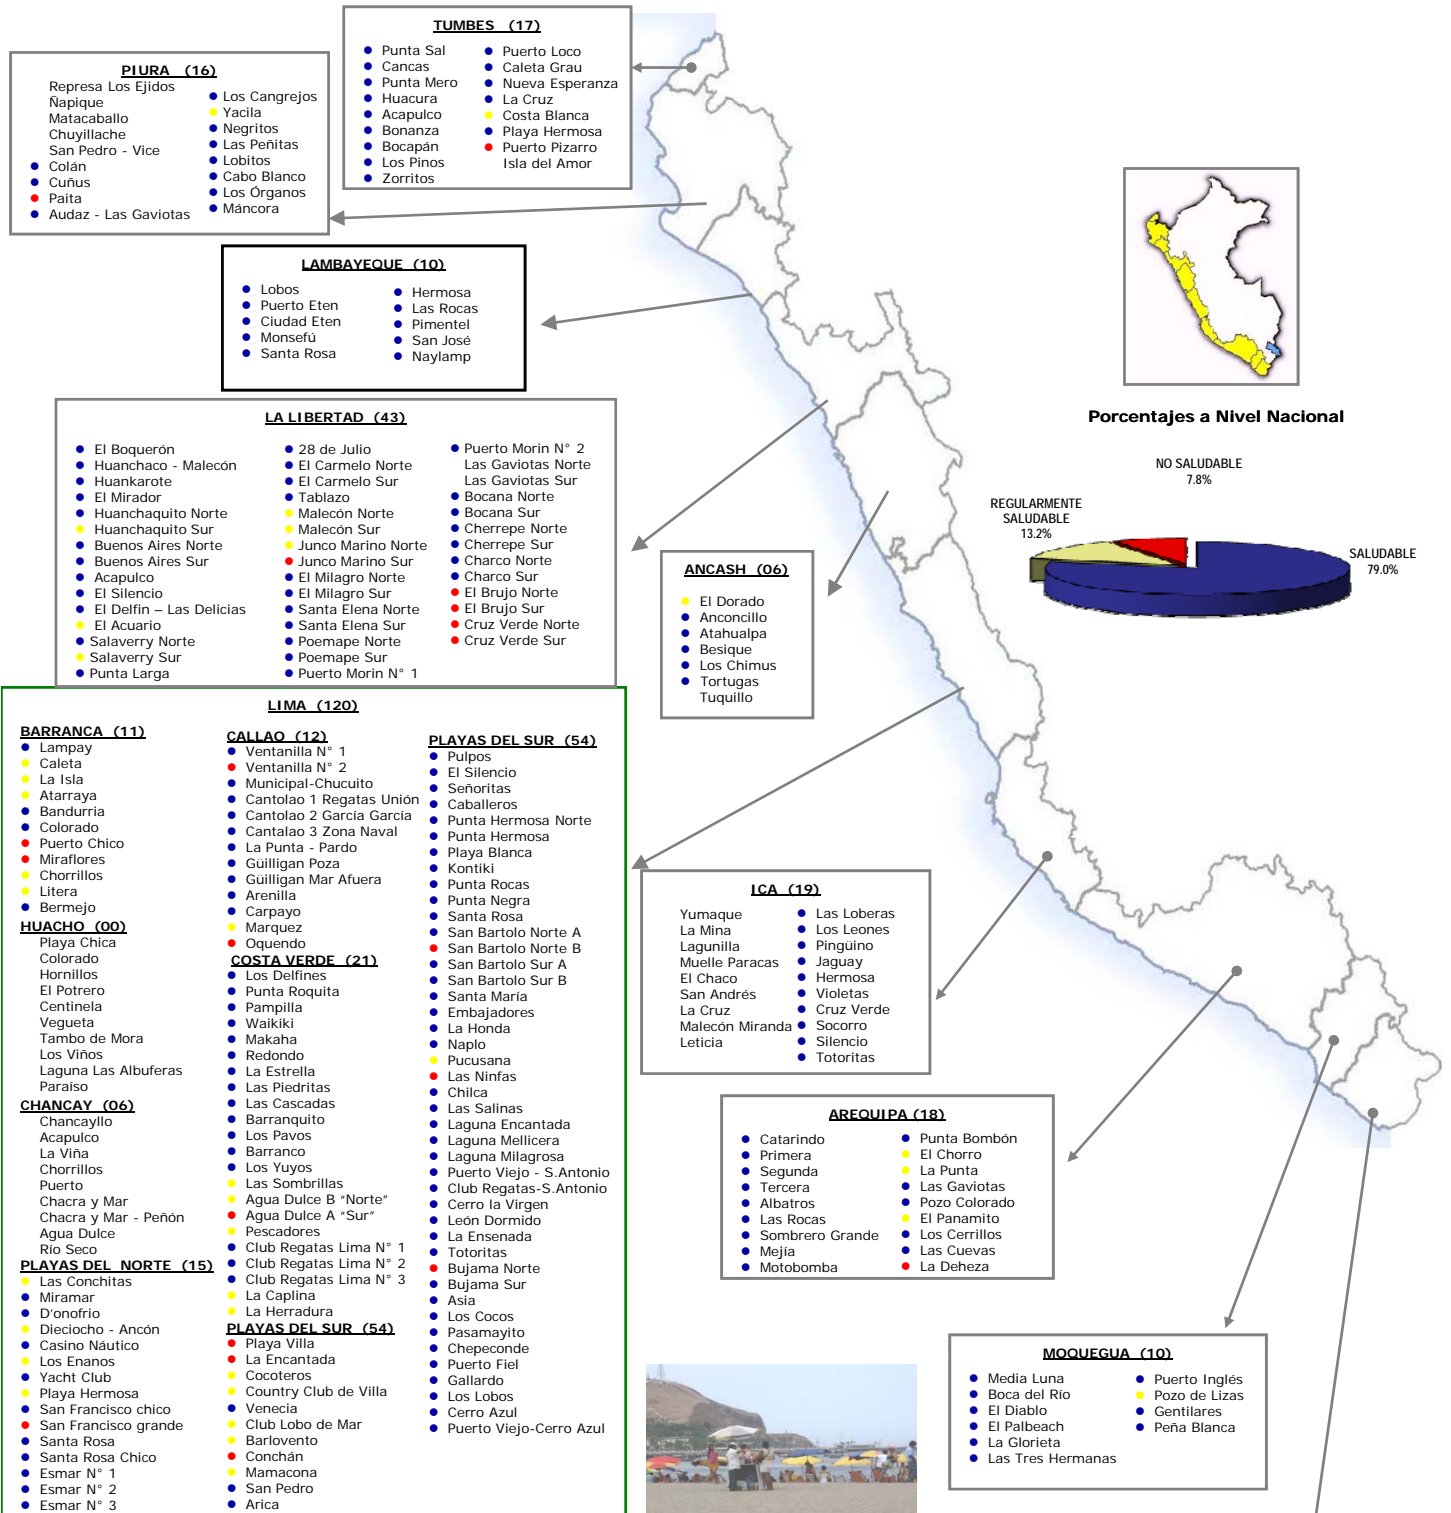 TUMBES (17)
Punta Sal
Cancas
Punta Mero
Huacura
Acapulco
Bonanza
Bocapán
Los Pinos
Zorritos
Puerto Loco
Caleta Grau
Nueva Esperanza
La Cruz
Costa Blanca
Playa Hermosa
Puerto Pizarro
Isla del Amor
PIURA (16)
Represa Los Ejidos
Ñapique
Matacaballo
Chuyillache
San Pedro - Vice
Colán
Cuñus
Paita
Audaz - Las Gaviotas
Los Cangrejos
Yacila
Negritos
Las Peñitas
Lobitos
Cabo Blanco
Los Órganos
Máncora
LAMBAYEQUE (10)
Lobos
Puerto Eten
Ciudad Eten
Monsefú
Santa Rosa
Hermosa
Las Rocas
Pimentel
San José
Naylamp
Porcentajes a Nivel Nacional
NO SALUDABLE
7.8%
REGULARMENTE
SALUDABLE
13.2%
SALUDABLE
79.0%
LA LIBERTAD (43)
El Boquerón
Huanchaco - Malecón
Huankarote
El Mirador
Huanchaquito Norte
Huanchaquito Sur
Buenos Aires Norte
Buenos Aires Sur
Acapulco
El Silencio
El Delfin – Las Delicias
El Acuario
Salaverry Norte
Salaverry Sur
Punta Larga
28 de Julio
El Carmelo Norte
El Carmelo Sur
Tablazo
Malecón Norte
Malecón Sur
Junco Marino Norte
Junco Marino Sur
El Milagro Norte
El Milagro Sur
Santa Elena Norte
Santa Elena Sur
Poemape Norte
Poemape Sur
Puerto Morin N° 1
Puerto Morin N° 2
Las Gaviotas Norte
Las Gaviotas Sur
Bocana Norte
Bocana Sur
Cherrepe Norte
Cherrepe Sur
Charco Norte
Charco Sur
El Brujo Norte
El Brujo Sur
Cruz Verde Norte
Cruz Verde Sur
ANCASH (06)
El Dorado
Anconcillo
Atahualpa
Besique
Los Chimus
Tortugas
Tuquillo
LIMA (120)
BARRANCA (11)
Lampay
Caleta
La Isla
Atarraya
Bandurria
Colorado
Puerto Chico
Miraflores
Chorrillos
Litera
Bermejo
HUACHO (00)
Playa Chica
Colorado
Hornillos
El Potrero
Centinela
Vegueta
Tambo de Mora
Los Viños
Laguna Las Albuferas
Paraíso
CHANCAY (06)
Chancayllo
Acapulco
La Viña
Chorrillos
Puerto
Chacra y Mar
Chacra y Mar - Peñón
Agua Dulce
Río Seco
PLAYAS DEL NORTE (15)
Las Conchitas
Miramar
D'onofrio
Dieciocho - Ancón
Casino Náutico
Los Enanos
Yacht Club
Playa Hermosa
San Francisco chico
San Francisco grande
Santa Rosa
Santa Rosa Chico
Esmar N° 1
Esmar N° 2
Esmar N° 3
CALLAO (12)
Ventanilla N° 1
Ventanilla N° 2
Municipal-Chucuito
Cantolao 1 Regatas Unión
Cantolao 2 García García
Cantalao 3 Zona Naval
La Punta - Pardo
Güilligan Poza
Güilligan Mar Afuera
Arenilla
Carpayo
Marquez
Oquendo
COSTA VERDE (21)
Los Delfines
Punta Roquita
Pampilla
Waikiki
Makaha
Redondo
La Estrella
Las Piedritas
Las Cascadas
Barranquito
Los Pavos
Barranco
Los Yuyos
Las Sombrillas
Agua Dulce B "Norte"
Agua Dulce A "Sur"
Pescadores
Club Regatas Lima N° 1
Club Regatas Lima N° 2
Club Regatas Lima N° 3
La Caplina
La Herradura
PLAYAS DEL SUR (54)
Playa Villa
La Encantada
Cocoteros
Country Club de Villa
Venecia
Club Lobo de Mar
Barlovento
Conchán
Mamacona
San Pedro
Arica
PLAYAS DEL SUR (54)
Pulpos
El Silencio
Señoritas
Caballeros
Punta Hermosa Norte
Punta Hermosa
Playa Blanca
Kontiki
Punta Rocas
Punta Negra
Santa Rosa
San Bartolo Norte A
San Bartolo Norte B
San Bartolo Sur A
San Bartolo Sur B
Santa María
Embajadores
La Honda
Naplo
Pucusana
Las Ninfas
Chilca
Las Salinas
Laguna Encantada
Laguna Mellicera
Laguna Milagrosa
Puerto Viejo - S.Antonio
Club Regatas-S.Antonio
Cerro la Virgen
León Dormido
La Ensenada
Totoritas
Bujama Norte
Bujama Sur
Asia
Los Cocos
Pasamayito
Chepeconde
Puerto Fiel
Gallardo
Los Lobos
Cerro Azul
Puerto Viejo-Cerro Azul
ICA (19)
Yumaque
La Mina
Lagunilla
Muelle Paracas
El Chaco
San Andrés
La Cruz
Malecón Miranda
Leticia
Las Loberas
Los Leones
Pingüino
Jaguay
Hermosa
Violetas
Cruz Verde
Socorro
Silencio
Totoritas
AREQUIPA (18)
Catarindo
Primera
Segunda
Tercera
Albatros
Las Rocas
Sombrero Grande
Mejía
Motobomba
Punta Bombón
El Chorro
La Punta
Las Gaviotas
Pozo Colorado
El Panamito
Los Cerrillos
Las Cuevas
La Deheza
MOQUEGUA (10)
Media Luna
Boca del Río
El Diablo
El Palbeach
La Glorieta
Las Tres Hermanas
Puerto Inglés
Pozo de Lizas
Gentilares
Peña Blanca